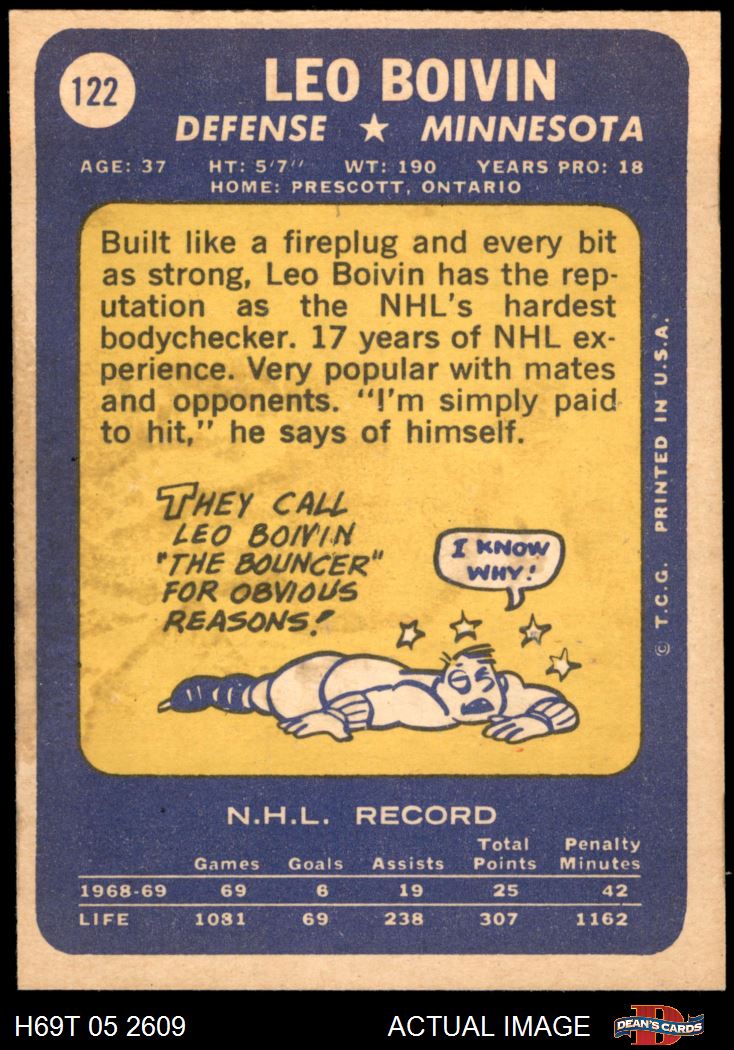 122
LEO BOIVIN
DEFENSE ★ MINNESOTA
AGE: 37 HT: 5'7'' WT: 190 YEARS PRO: 18
HOME: PRESCOTT, ONTARIO
Built like a fireplug and every bit
as strong, Leo Boivin has the rep-
utation as the NHL's hardest
bodychecker. 17 years of NHL ex-
perience. Very popular with mates
and opponents. "I'm simply paid
to hit," he says of himself.
THEY CALL
LEO BOIVIN
"THE BOUNCER"
FOR OBVIOUS
REASONS!
I KNOW
WHY!
© T.C.G. PRINTED IN U.S.A.
N.H.L. RECORD
Games Goals Assists Total Points Penalty Minutes
1968-69 69 6 19 25 42
LIFE 1081 69 238 307 1162
H69T 05 2609 ACTUAL IMAGE
D
DEAN'S CARDS